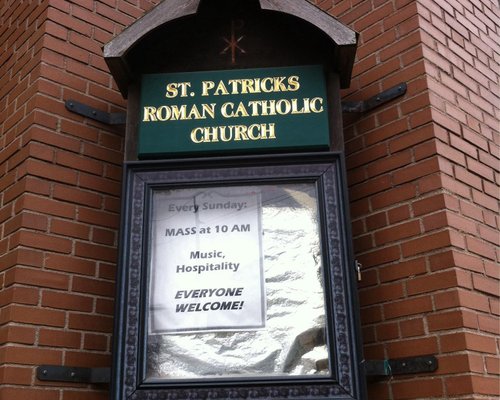 ST. PATRICKS
ROMAN CATHOLIC
CHURCH
Every Sunday:
MASS at 10 AM
Music,
Hospitality
EVERYONE
WELCOME!